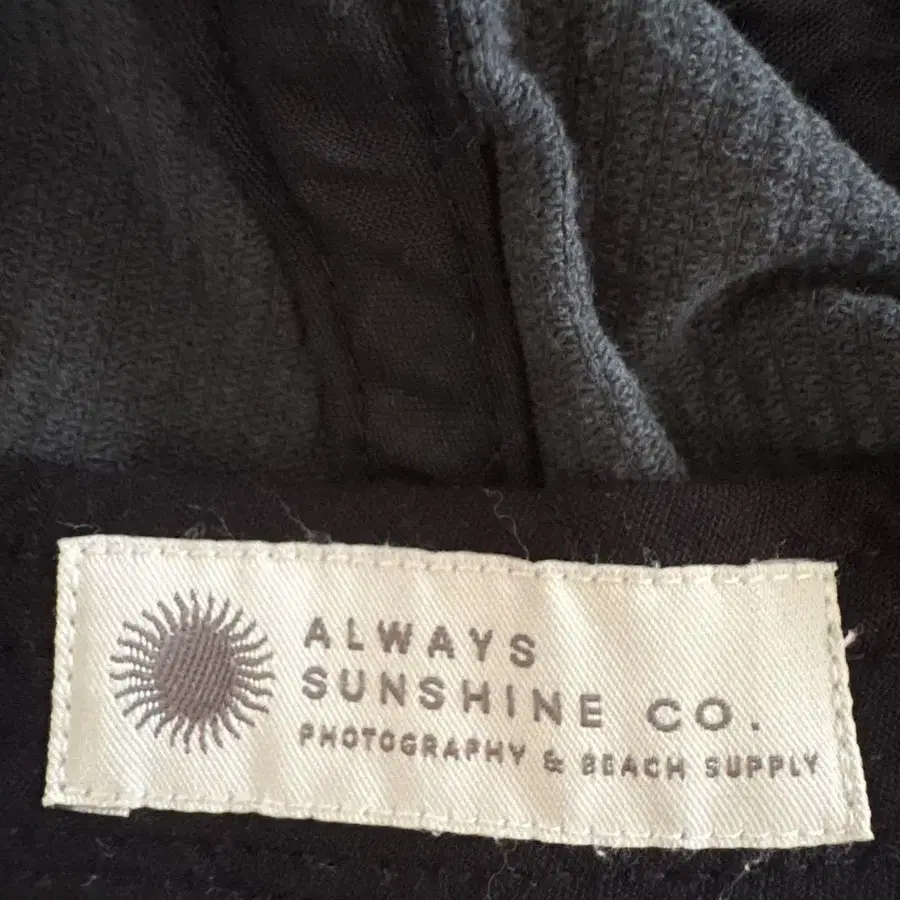 ALWAYS
SUNSHINE CO.
PHOTOGRAPHY & BEACH SUPPLY